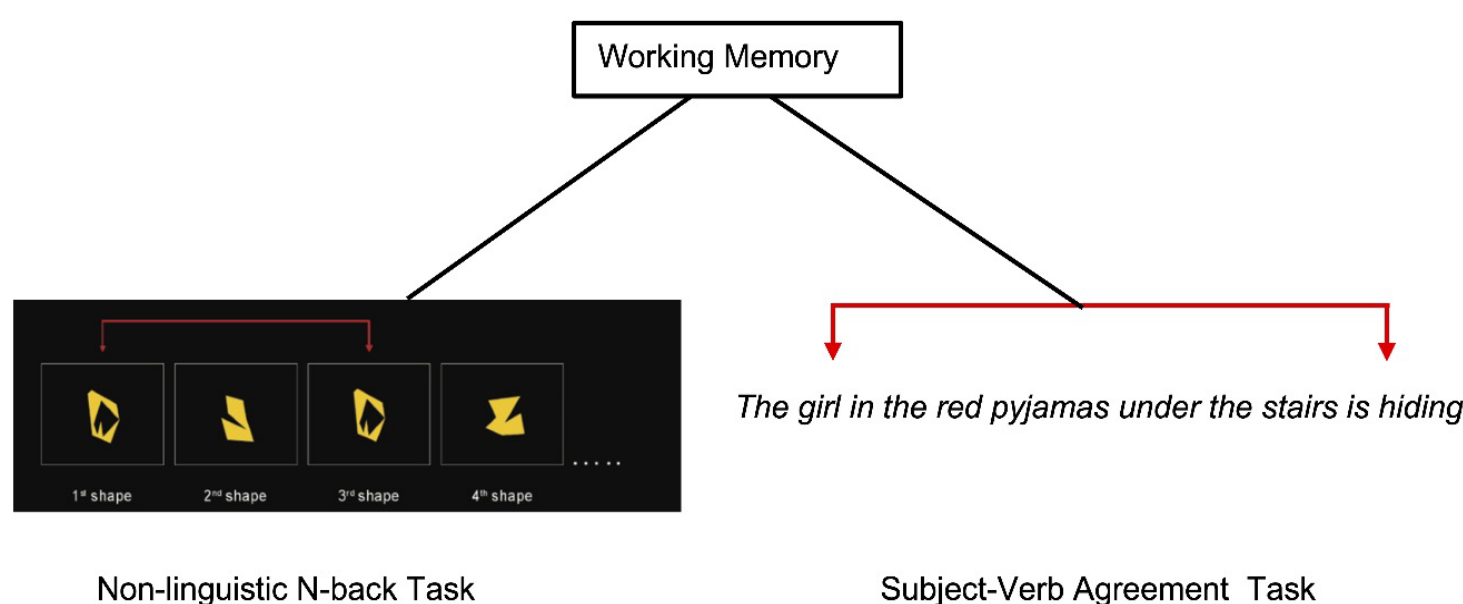 Working Memory
The girl in the red pyjamas under the stairs is hiding
1st shape 2nd shape 3rd shape 4th shape
Non-linguistic N-back Task
Subject-Verb Agreement Task